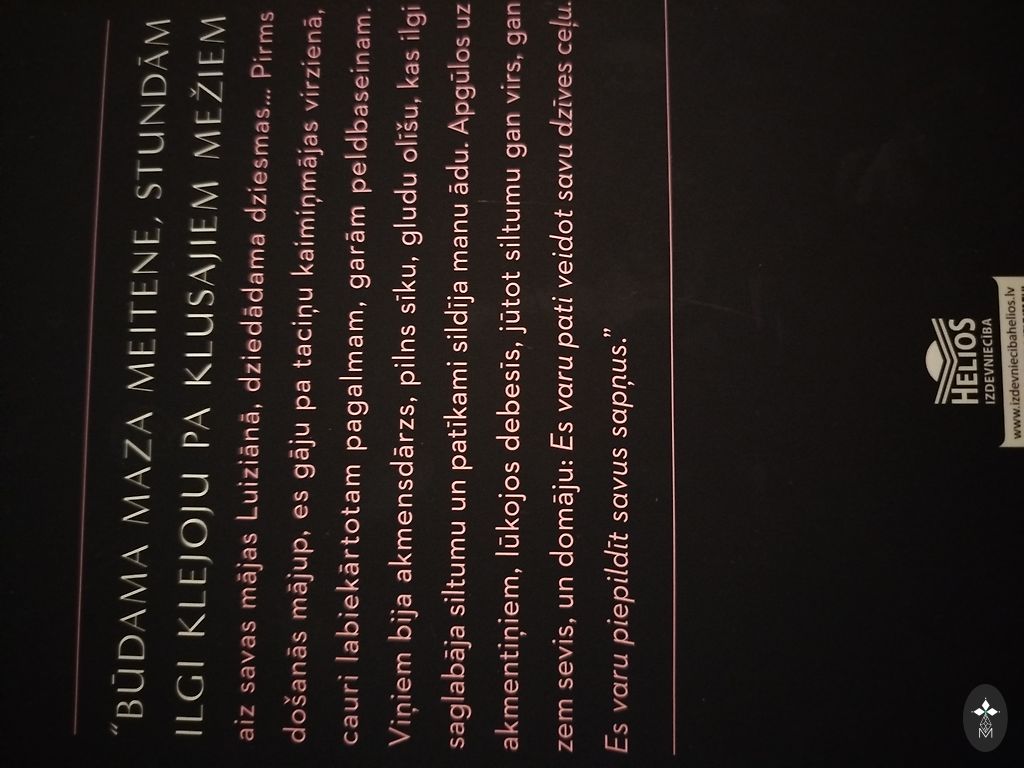 “BŪDAMA MAZA MEITENE, STUNDĀM
ILGI KLEJOJU PA KLUSAJIEM MEŽIEM
aiz savas mājas Luiziānā, dziedādama dziesmas... Pirms
došanās mājup, es gāju pa taciņu kaimiņmājas virzienā,
cauri labiekārtotam pagalmam, garām peldbaseinam.
Viņiem bija akmensdārzs, pilns sīku, gludu olīšu, kas ilgi
saglabāja siltumu un patīkami sildīja manu ādu. Apgūlos uz
akmentiņiem, lūkojos debesīs, jūtot siltumu gan virs, gan
zem sevis, un domāju: Es varu pati veidot savu dzīves ceļu.
Es varu piepildīt savus sapņus.”
HELIOS
IZDEVNIECĪBA
www.izdevniecibahelios.lv